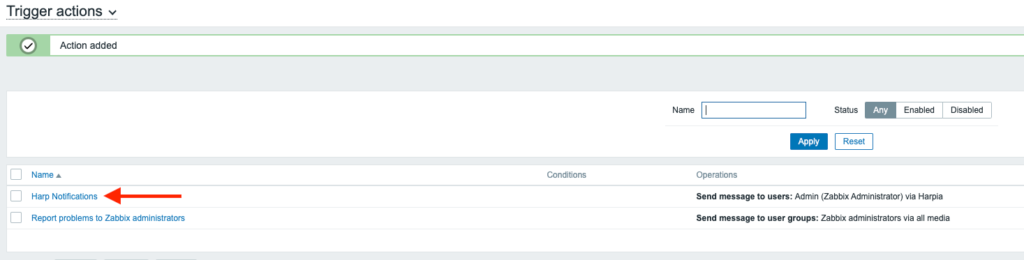 Trigger actions
Action added
Name Status Any Enabled Disabled
Apply Reset
Name Conditions Operations
Harp Notifications Send message to users: Admin (Zabbix Administrator) via Harpia
Report problems to Zabbix administrators Send message to user groups: Zabbix administrators via all media